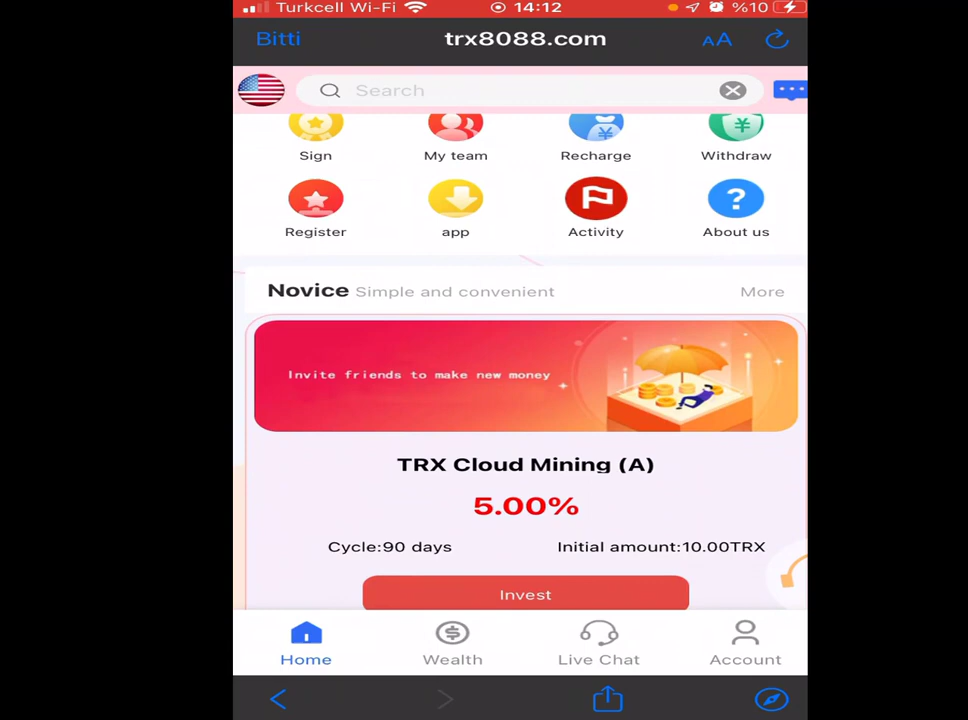 Turkcell Wi-Fi 14:12 %10
Bitti trx8088.com AA
Search
Sign My team Recharge Withdraw
Register app Activity About us
Novice Simple and convenient More
Invite friends to make new money
TRX Cloud Mining (A)
5.00%
Cycle:90 days Initial amount:10.00TRX
Invest
Home Wealth Live Chat Account